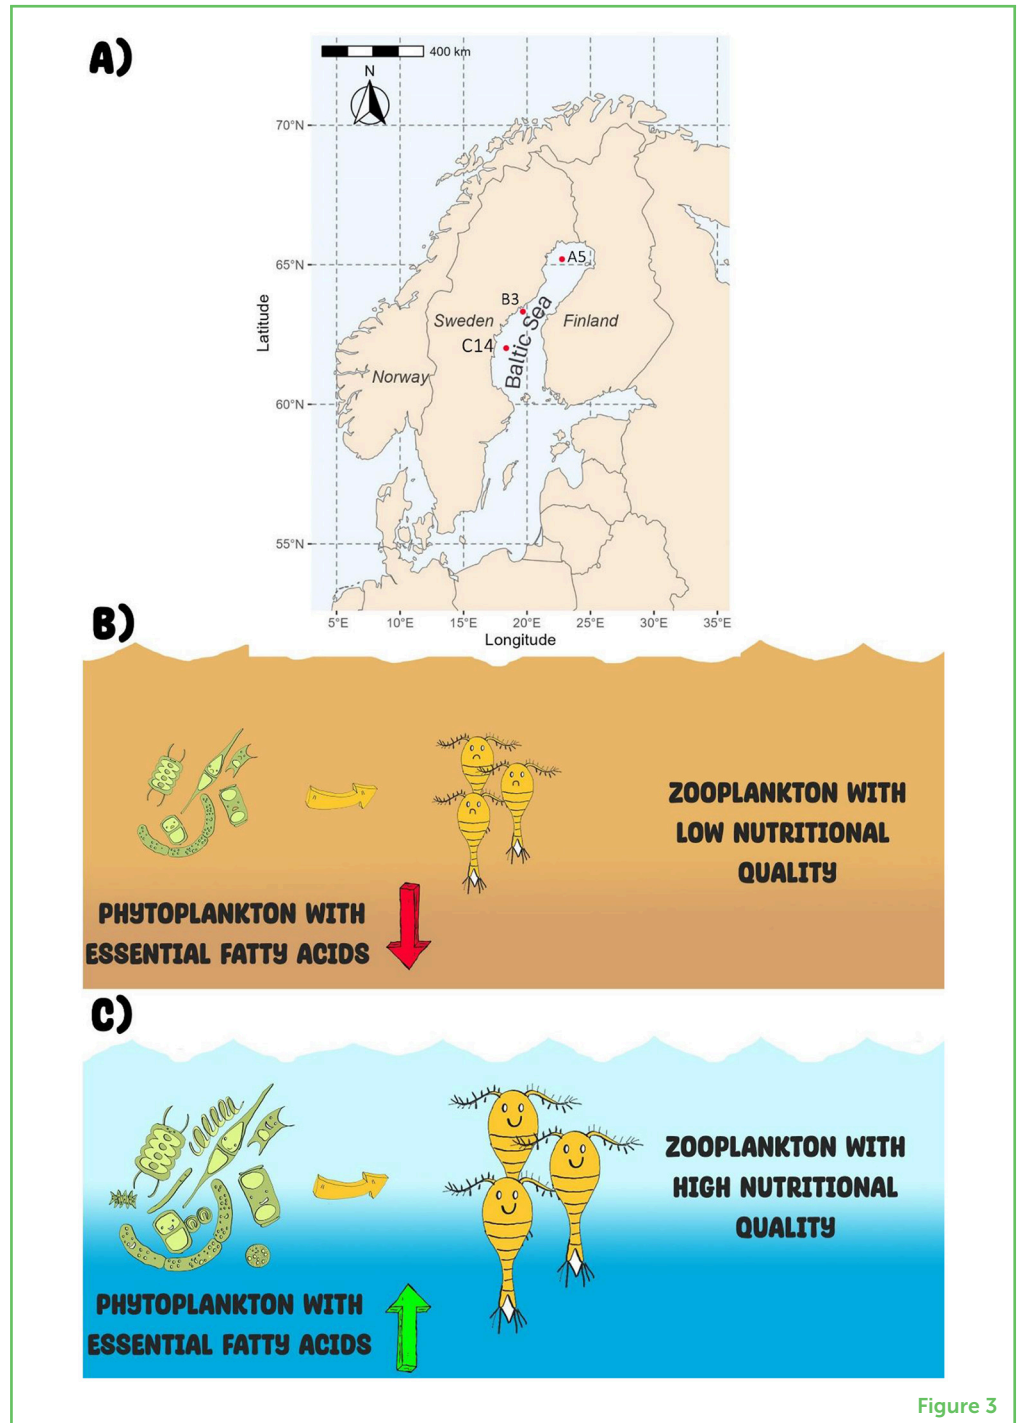 A)
400 km
N
70°N
65°N
60°N
55°N
Latitude
A5
B3
Sweden
Finland
C14
Baltic Sea
Norway
5°E 10°E 15°E 20°E 25°E 30°E 35°E
Longitude
B)
ZOOPLANKTON WITH
LOW NUTRITIONAL
QUALITY
PHYTOPLANKTON WITH
ESSENTIAL FATTY ACIDS
C)
ZOOPLANKTON WITH
HIGH NUTRITIONAL
QUALITY
PHYTOPLANKTON WITH
ESSENTIAL FATTY ACIDS
Figure 3